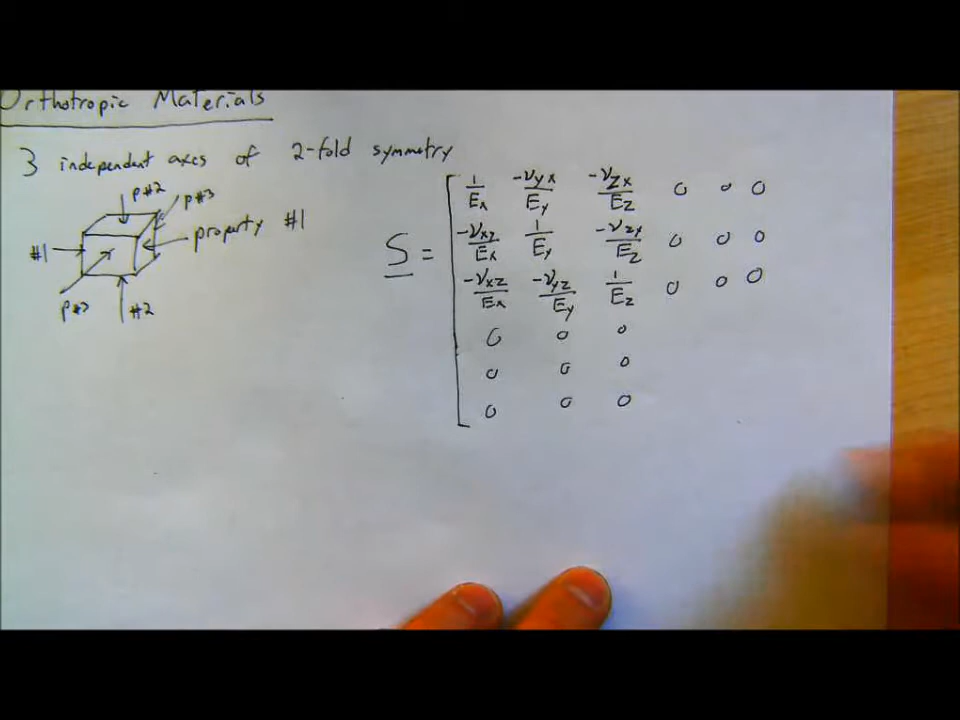 Orthotropic Materials
3 independent axes of 2-fold symmetry
P#2
P#3
#1
property #1
P#3
#2
S =
1/Ex -νyx/Ey -νzx/Ez 0 0 0
-νxz/Ex 1/Ey -νzy/Ez 0 0 0
-νxz/Ex -νyz/Ey 1/Ez 0 0 0
0 0 0
0 0 0
0 0 0